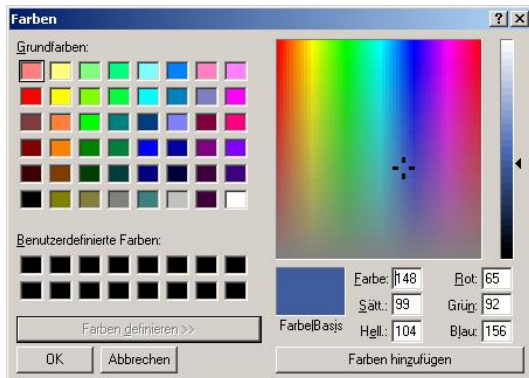 Farben
Grundfarben:
Benutzerdefinierte Farben:
Farben definieren >>
OK
Abbrechen
Farbe|Basis
Farbe: 148
Sätt.: 99
Hell.: 104
Rot: 65
Grün: 92
Blau: 156
Farben hinzufügen